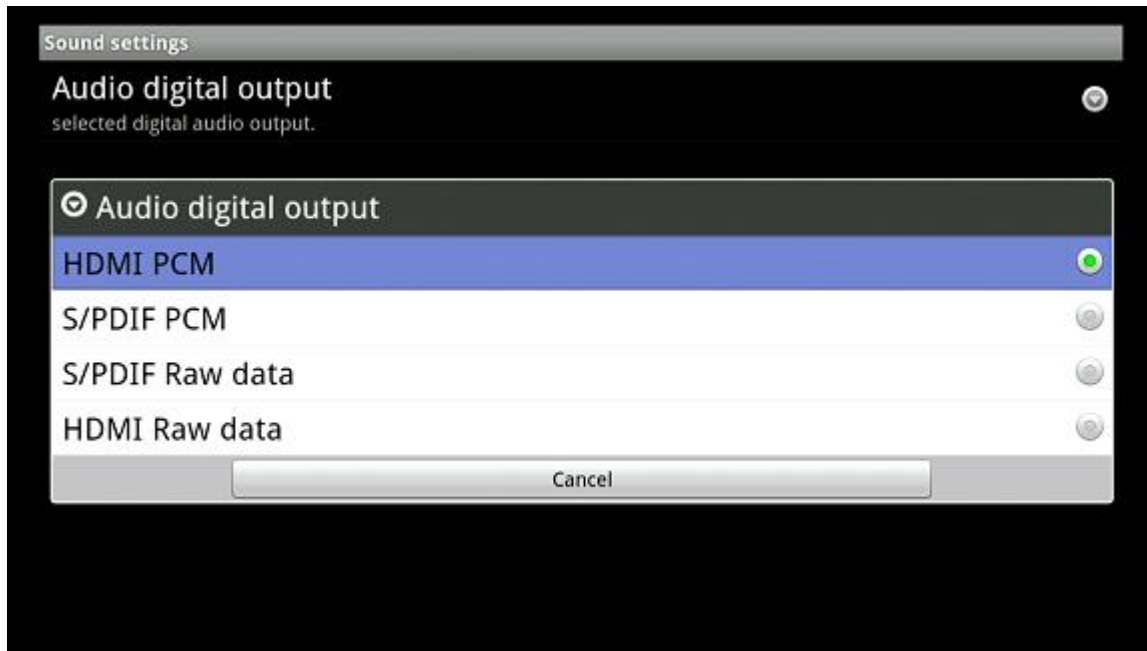 Sound settings
Audio digital output
selected digital audio output.
Audio digital output
HDMI PCM
S/PDIF PCM
S/PDIF Raw data
HDMI Raw data
Cancel